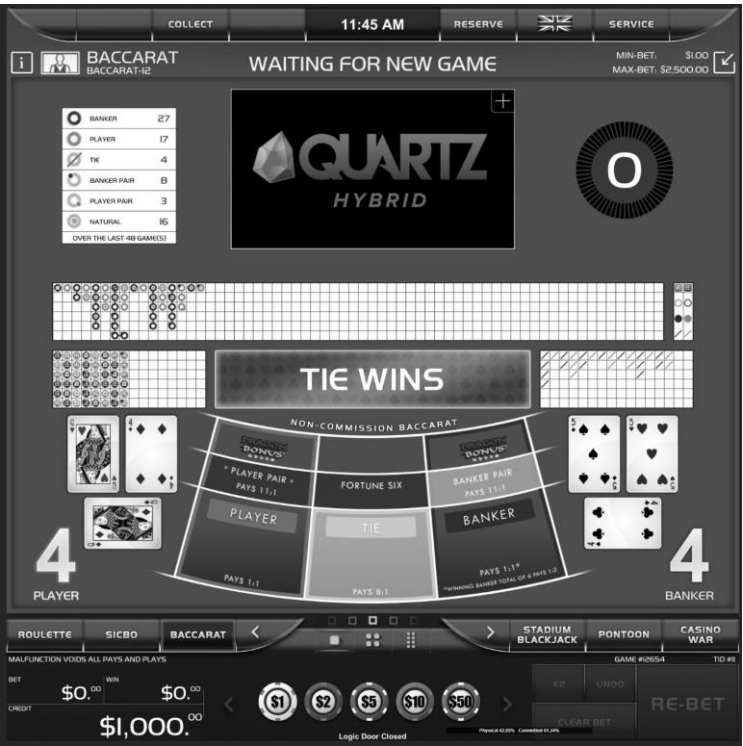 COLLECT
11:45 AM
RESERVE
SERVICE
i
BACCARAT
BACCARAT-12
WAITING FOR NEW GAME
MIN-BET: $1.00
MAX-BET: $2,500.00
BANKER 27
PLAYER 17
TIE 4
BANKER PAIR 8
PLAYER PAIR 3
NATURAL 16
OVER THE LAST 48 GAME(S)
QUARTZ
HYBRID
0
TIE WINS
NON-COMMISSION BACCARAT
DRAGON
BONUS
DRAGON
BONUS
* PLAYER PAIR *
PAYS 11:1
FORTUNE SIX
BANKER PAIR
PAYS 11:1
PLAYER
PAYS 1:1
TIE
PAYS 8:1
BANKER
PAYS 1:1*
*WINNING BANKER TOTAL OF 6 PAYS 1:2
Q
4
5
5
4
4
PLAYER
4
BANKER
ROULETTE
SICBO
BACCARAT
STADIUM
BLACKJACK
PONTOON
CASINO
WAR
MALFUNCTION VOIDS ALL PAYS AND PLAYS
GAME #12654
BET
$0.00
WIN
$0.00
CREDIT
$1,000.00
$1
$2
$5
$10
$50
X2
UNDO
CLEAR BET
RE-BET
Logic Door Closed